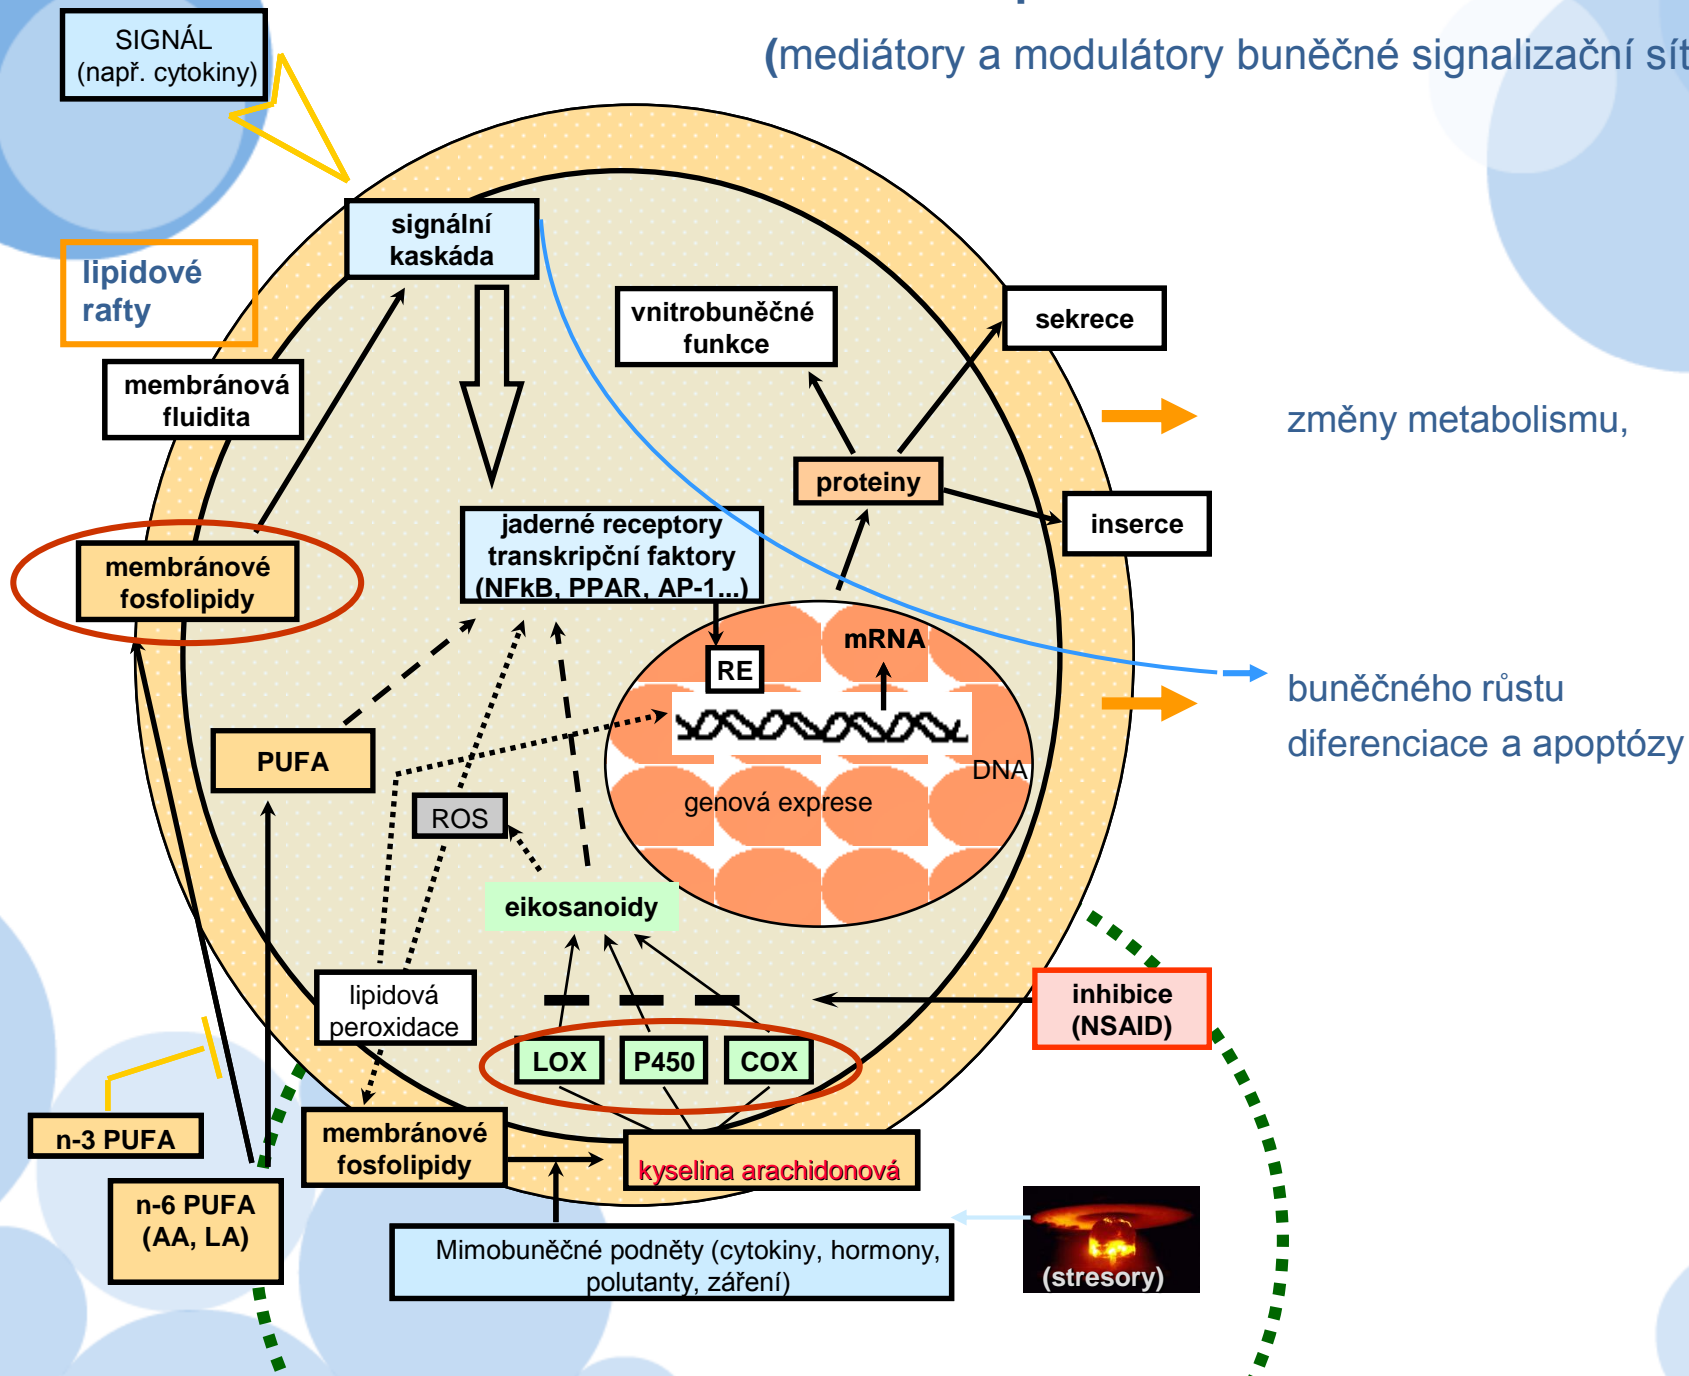 (mediátory a modulátory buněčné signalizační sít
SIGNÁL
(např. cytokiny)
signální
kaskáda
lipidové
rafty
vnitrobuněčné
funkce
sekrece
membránová
fluidita
změny metabolismu,
proteiny
inserce
jaderné receptory
transkripční faktory
(NFkB, PPAR, AP-1...)
membránové
fosfolipidy
mRNA
RE
buněčného růstu
diferenciace a apoptózy
PUFA
DNA
genová exprese
ROS
eikosanoidy
lipidová
peroxidace
inhibice
(NSAID)
LOX
P450
COX
n-3 PUFA
membránové
fosfolipidy
kyselina arachidonová
n-6 PUFA
(AA, LA)
Mimobuněčné podněty (cytokiny, hormony,
polutanty, záření)
(stresory)